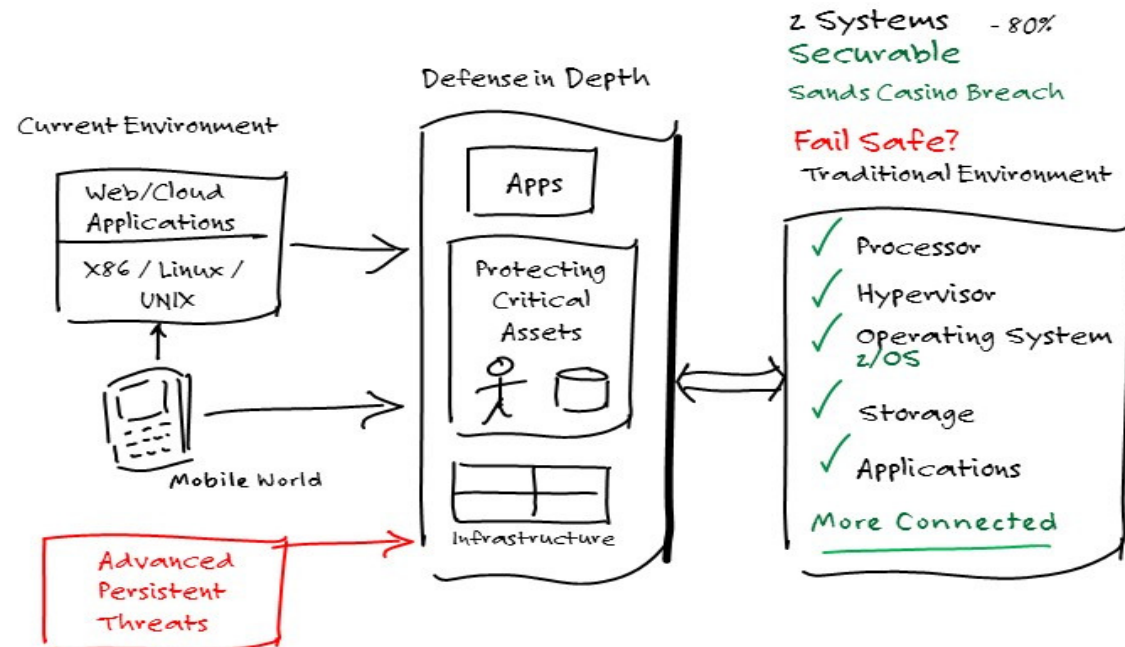 Current Environment
Web/Cloud
Applications
X86 / Linux /
UNIX
Mobile World
Advanced
Persistent
Threats
Defense in Depth
Apps
Protecting
Critical
Assets
Infrastructure
z Systems - 80%
Securable
Sands Casino Breach
Fail Safe?
Traditional Environment
Processor
Hypervisor
Operating System
z/OS
Storage
Applications
More Connected